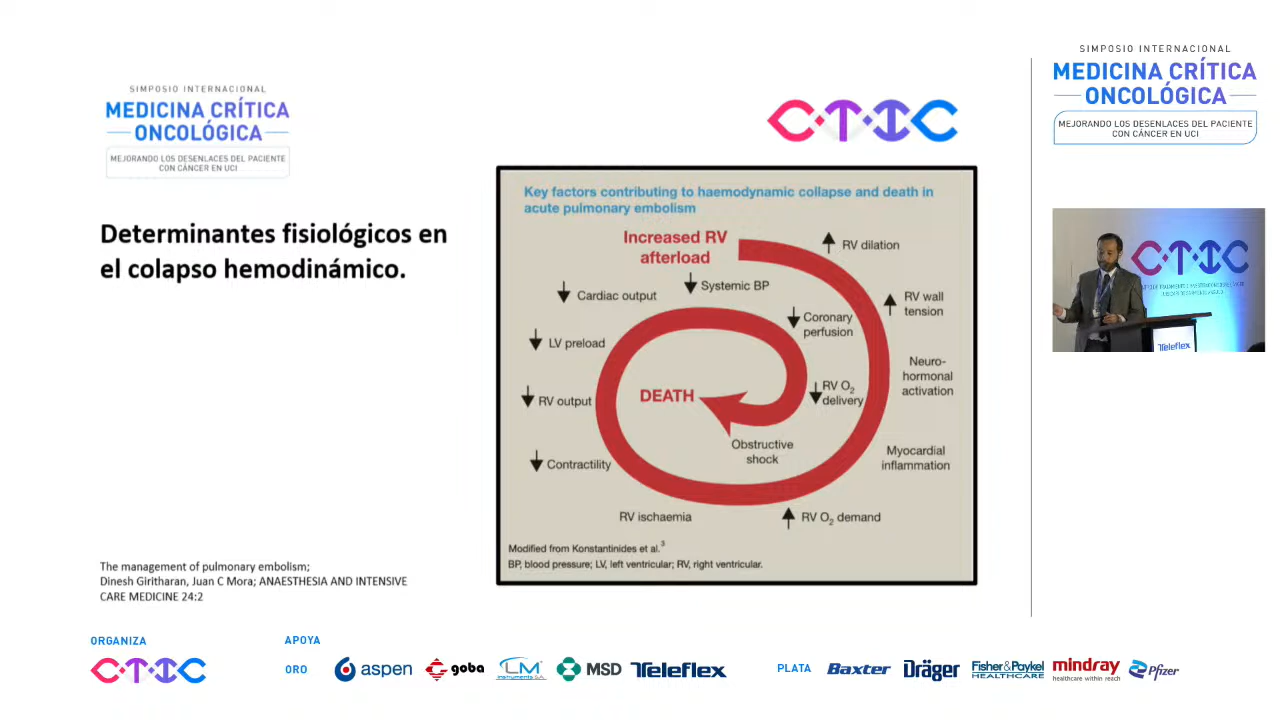 SIMPOSIO INTERNACIONAL
MEDICINA CRÍTICA
ONCOLÓGICA
MEJORANDO LOS DESENLACES DEL PACIENTE
CON CÁNCER EN UCI
CTIC
Determinantes fisiológicos en
el colapso hemodinámico.
Key factors contributing to haemodynamic collapse and death in
acute pulmonary embolism
Increased RV
afterload
RV dilation
RV wall
tension
Neuro-
hormonal
activation
Myocardial
inflammation
RV O2 demand
RV ischaemia
Contractility
RV output
LV preload
Cardiac output
Systemic BP
Coronary
perfusion
RV O2
delivery
Obstructive
shock
DEATH
Modified from Konstantinides et al.3
BP, blood pressure; LV, left ventricular; RV, right ventricular.
The management of pulmonary embolism;
Dinesh Giritharan, Juan C Mora; ANAESTHESIA AND INTENSIVE
CARE MEDICINE 24:2
SIMPOSIO INTERNACIONAL
MEDICINA CRÍTICA
ONCOLÓGICA
MEJORANDO LOS DESENLACES DEL PACIENTE
CON CÁNCER EN UCI
CTIC
Teleflex
ORGANIZA
CTIC
APOYA
ORO
aspen
goba
LM
instruments S.A.
MSD
Teleflex
PLATA
Baxter
Dräger
Fisher&Paykel
HEALTHCARE
mindray
healthcare within reach
Pfizer